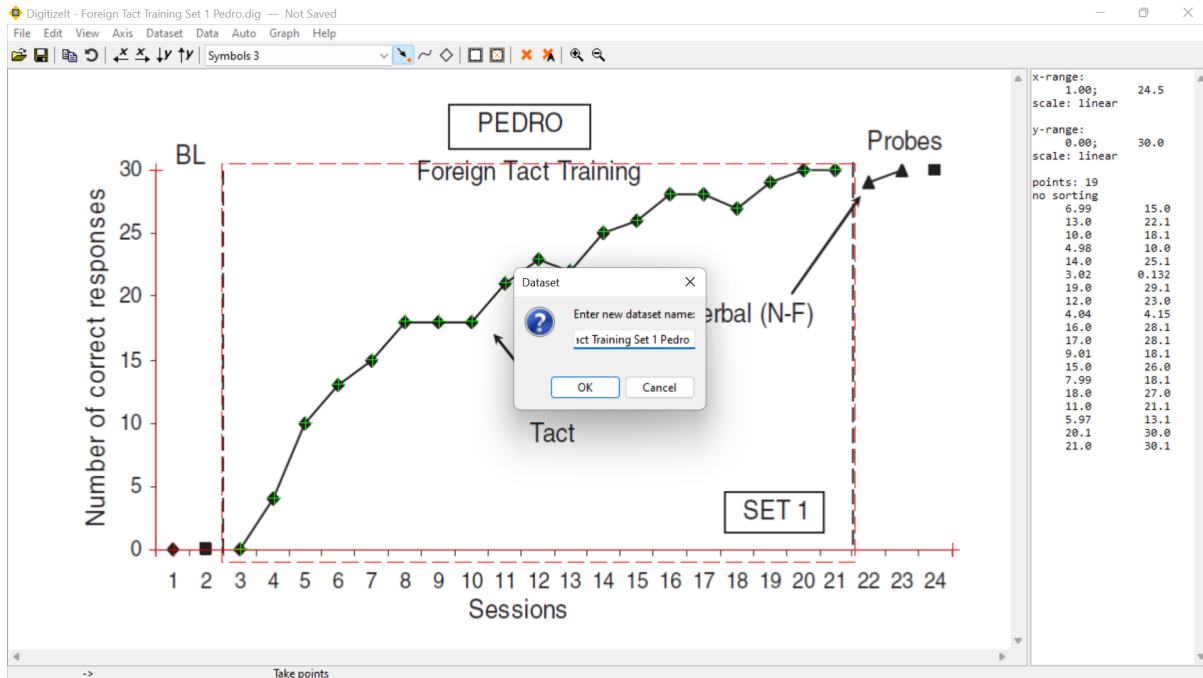 DigitizeIt - Foreign Tact Training Set 1 Pedro.dig — Not Saved
File Edit View Axis Dataset Data Auto Graph Help
x x y y Symbols 3
PEDRO
BL
Foreign Tact Training
Probes
Number of correct responses
30
25
20
15
10
5
0
erbal (N-F)
Tact
SET 1
1 2 3 4 5 6 7 8 9 10 11 12 13 14 15 16 17 18 19 20 21 22 23 24
Sessions
Dataset
Enter new dataset name:
act Training Set 1 Pedro
OK Cancel
x-range:
1.00; 24.5
scale: linear
y-range:
0.00; 30.0
scale: linear
points: 19
no sorting
6.99 15.0
13.0 22.1
10.0 18.1
4.98 10.0
14.0 25.1
3.02 0.132
19.0 29.1
12.0 23.0
4.04 4.15
16.0 28.1
17.0 28.1
9.01 18.1
15.0 26.0
7.99 18.1
18.0 27.0
11.0 21.1
5.97 13.1
20.1 30.0
21.0 30.1
-> Take points